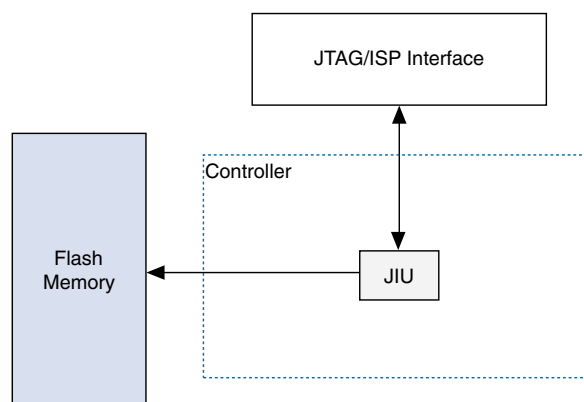 JTAG/ISP Interface
Controller
Flash
Memory
JIU